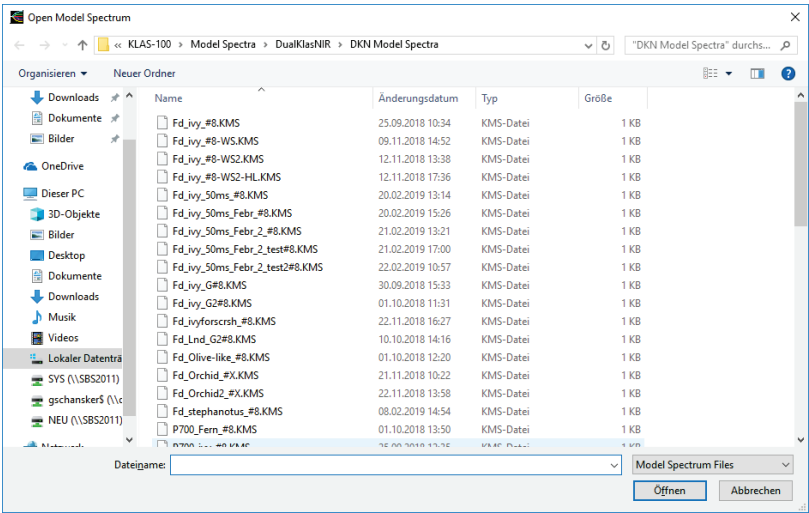 Open Model Spectrum
« KLAS-100 > Model Spectra > DualKlasNIR > DKN Model Spectra
"DKN Model Spectra" durchs...
Organisieren Neuer Ordner
Downloads
Dokumente
Bilder
OneDrive
Dieser PC
3D-Objekte
Bilder
Desktop
Dokumente
Downloads
Musik
Videos
Lokaler Datenträ
SYS (\\SBS2011)
gschansker$ (\\c
NEU (\\SBS2011)
Netzwerk
Name Änderungsdatum Typ Größe
Fd_ivy_#8.KMS 25.09.2018 10:34 KMS-Datei 1 KB
Fd_ivy_#8-WS.KMS 09.11.2018 14:52 KMS-Datei 1 KB
Fd_ivy_#8-WS2.KMS 12.11.2018 13:38 KMS-Datei 1 KB
Fd_ivy_#8-WS2-HL.KMS 12.11.2018 17:36 KMS-Datei 1 KB
Fd_ivy_50ms_#8.KMS 20.02.2019 13:14 KMS-Datei 1 KB
Fd_ivy_50ms_Febr_#8.KMS 20.02.2019 15:26 KMS-Datei 1 KB
Fd_ivy_50ms_Febr_2_#8.KMS 21.02.2019 13:21 KMS-Datei 1 KB
Fd_ivy_50ms_Febr_2_test#8.KMS 21.02.2019 17:00 KMS-Datei 1 KB
Fd_ivy_50ms_Febr_2_test2#8.KMS 22.02.2019 10:57 KMS-Datei 1 KB
Fd_ivy_G#8.KMS 30.09.2018 15:33 KMS-Datei 1 KB
Fd_ivy_G2#8.KMS 01.10.2018 11:31 KMS-Datei 1 KB
Fd_ivyforscrsh_#8.KMS 22.11.2018 16:27 KMS-Datei 1 KB
Fd_Lnd_G2#8.KMS 10.10.2018 14:16 KMS-Datei 1 KB
Fd_Olive-like_#8.KMS 01.10.2018 12:20 KMS-Datei 1 KB
Fd_Orchid_#X.KMS 21.11.2018 10:22 KMS-Datei 1 KB
Fd_Orchid2_#X.KMS 22.11.2018 13:58 KMS-Datei 1 KB
Fd_stephanotus_#8.KMS 08.02.2019 14:54 KMS-Datei 1 KB
P700_Fern_#8.KMS 01.10.2018 13:50 KMS-Datei 1 KB
P700_ivy_#8.KMS 25.09.2018 12:25 KMS-Datei 1 KB
Dateiname: Model Spectrum Files
Öffnen Abbrechen